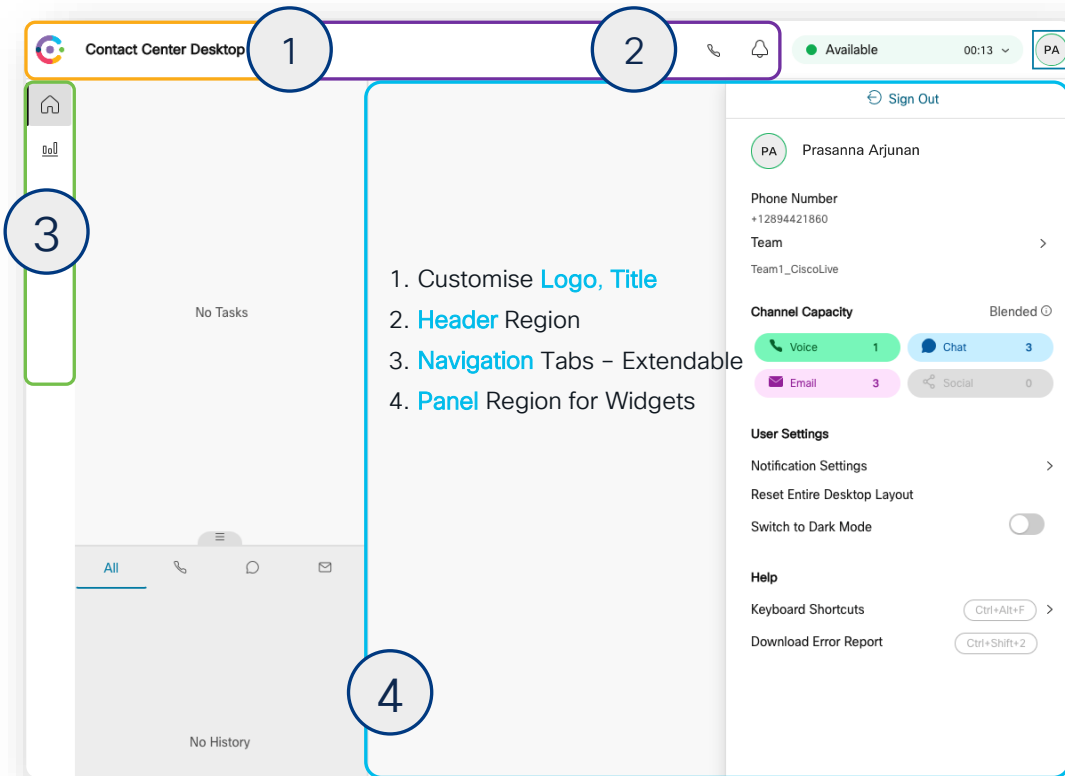 Contact Center Desktop
1
2
Available 00:13
PA
Sign Out
PA Prasanna Arjunan
Phone Number
+12894421860
Team
Team1_CiscoLive
Channel Capacity Blended
Voice 1 Chat 3
Email 3 Social 0
User Settings
Notification Settings
Reset Entire Desktop Layout
Switch to Dark Mode
Help
Keyboard Shortcuts Ctrl+Alt+F
Download Error Report Ctrl+Shift+2
3
No Tasks
1. Customise Logo, Title
2. Header Region
3. Navigation Tabs – Extendable
4. Panel Region for Widgets
All
4
No History